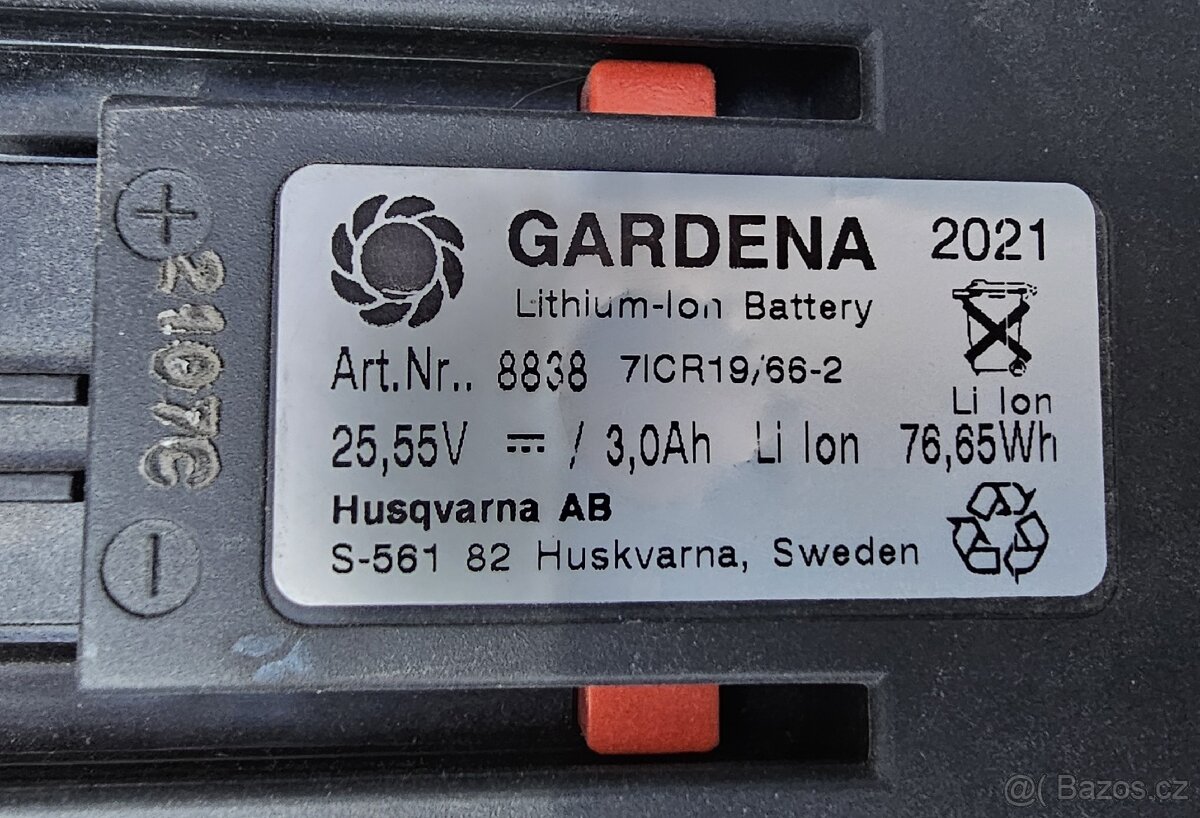 GARDENA 2021
Lithium-Ion Battery
Art.Nr.. 8838 7ICR19/66-2
Li Ion
25,55V ⎓ / 3,0Ah Li Ion 76,65Wh
Husqvarna AB
S-561 82 Huskvarna, Sweden
+
2107C
-
@( Bazos.cz